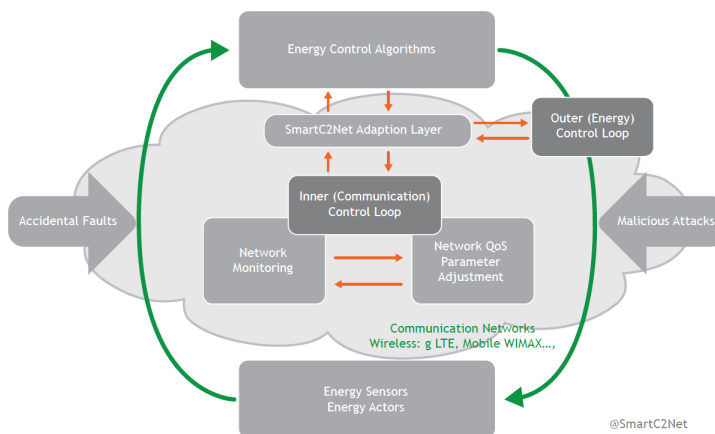 Energy Control Algorithms
SmartC2Net Adaption Layer
Outer (Energy)
Control Loop
Inner (Communication)
Control Loop
Accidental Faults
Malicious Attacks
Network
Monitoring
Network QoS
Parameter
Adjustment
Communication Networks
Wireless: g LTE, Mobile WIMAX…,
Energy Sensors
Energy Actors
@SmartC2Net